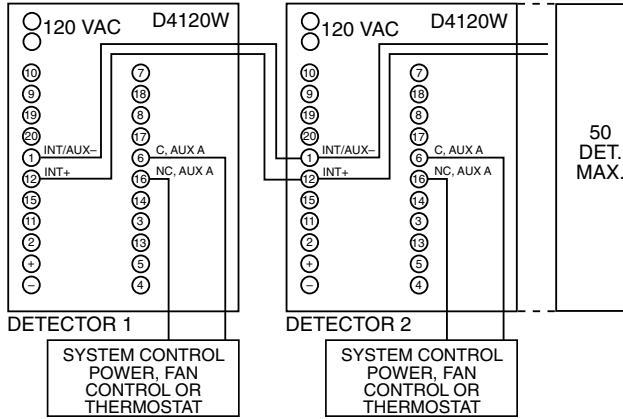 120 VAC D4120W
10 7
9 18
19 8
20 17
1 INT/AUX– 6 C, AUX A
12 INT+ 16 NC, AUX A
15 14
11 3
2 13
+ 5
– 4
DETECTOR 1
SYSTEM CONTROL
POWER, FAN
CONTROL OR
THERMOSTAT
120 VAC D4120W
10 7
9 18
19 8
20 17
1 INT/AUX– 6 C, AUX A
12 INT+ 16 NC, AUX A
15 14
11 3
2 13
+ 5
– 4
DETECTOR 2
SYSTEM CONTROL
POWER, FAN
CONTROL OR
THERMOSTAT
50
DET.
MAX.